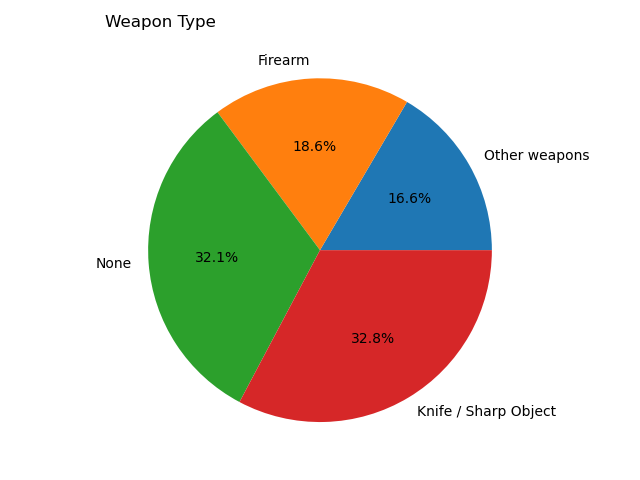 Weapon Type
Firearm
18.6%
Other weapons
16.6%
None
32.1%
32.8%
Knife / Sharp Object